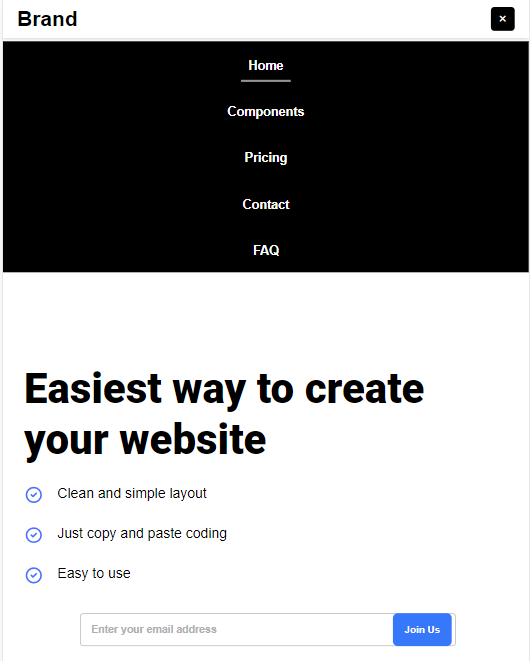 Brand
×
Home
Components
Pricing
Contact
FAQ
Easiest way to create
your website
Clean and simple layout
Just copy and paste coding
Easy to use
Enter your email address
Join Us